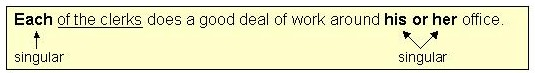 Each of the clerks does a good deal of work around his or her office.
singular singular